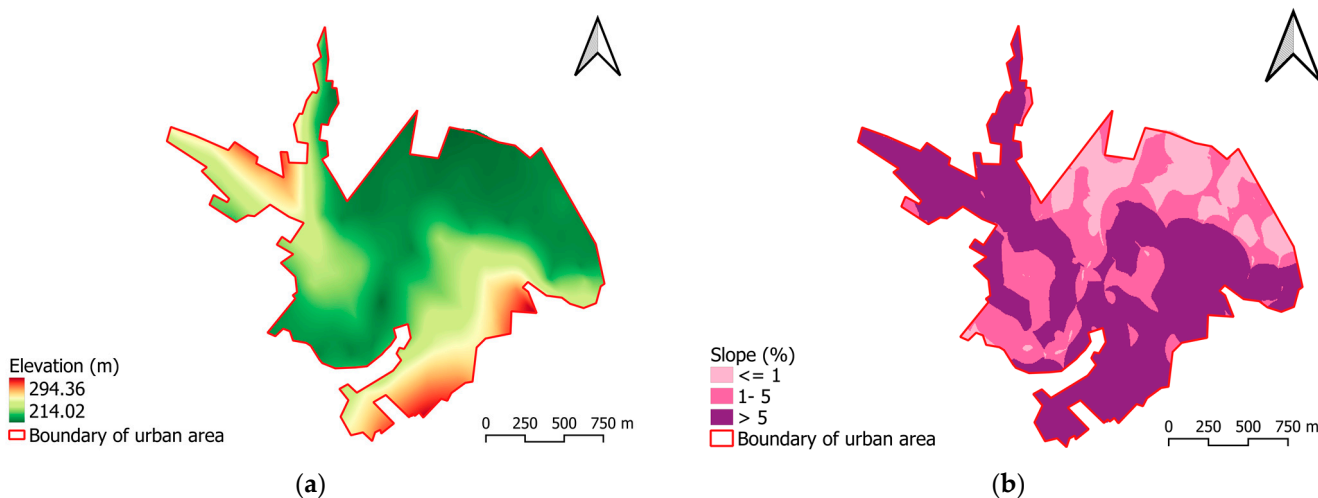 Elevation (m)
294.36
214.02
Boundary of urban area
0 250 500 750 m
(a)
Slope (%)
<= 1
1- 5
> 5
Boundary of urban area
0 250 500 750 m
(b)